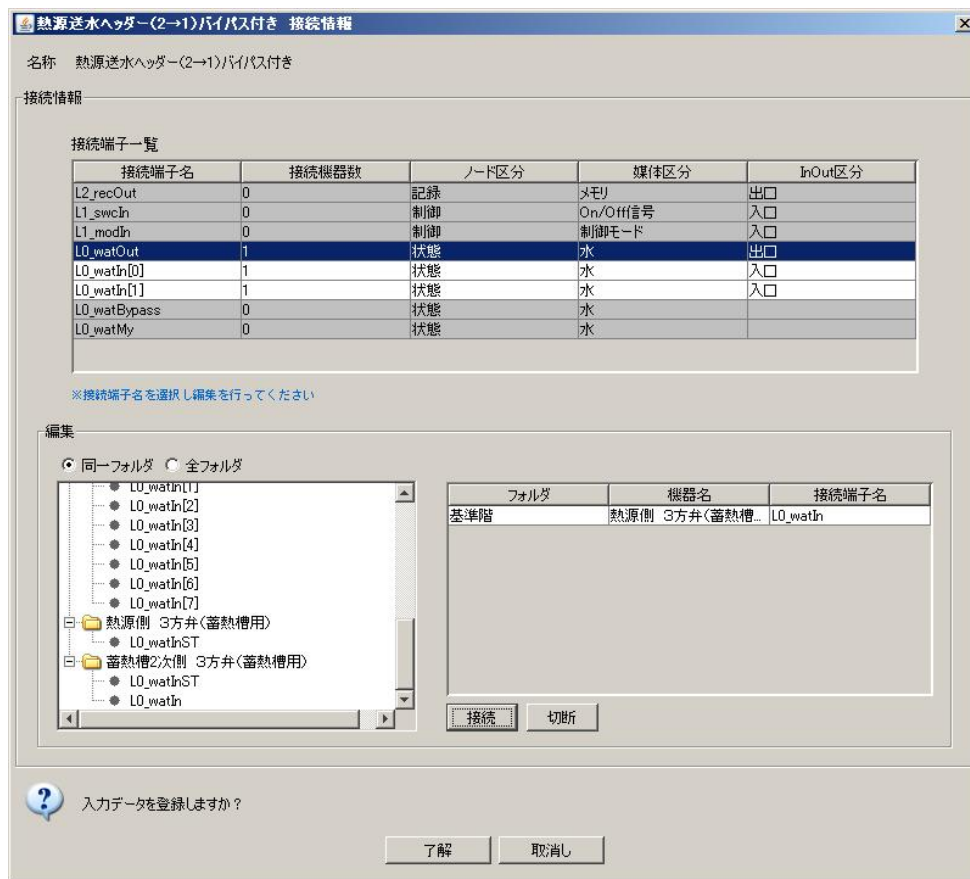 熱源送水ヘッダー(2→1)バイパス付き 接続情報
名称 熱源送水ヘッダー(2→1)バイパス付き
接続情報
接続端子一覧
接続端子名 接続機器数 ノード区分 媒体区分 InOut区分
L2_recOut 0 記録 メモリ 出口
L1_swcIn 0 制御 On/Off信号 入口
L1_modIn 0 制御 制御モード 入口
L0_watOut 1 状態 水 出口
L0_watIn[0] 1 状態 水 入口
L0_watIn[1] 1 状態 水 入口
L0_watBypass 0 状態 水
L0_watMy 0 状態 水
※接続端子名を選択し編集を行ってください
編集
同一フォルダ 全フォルダ
L0_watIn[1]
L0_watIn[2]
L0_watIn[3]
L0_watIn[4]
L0_watIn[5]
L0_watIn[6]
L0_watIn[7]
熱源側 3方弁(蓄熱槽用)
L0_watInST
蓄熱槽2次側 3方弁(蓄熱槽用)
L0_watInST
L0_watIn
フォルダ 機器名 接続端子名
基準階 熱源側 3方弁(蓄熱槽... L0_watIn
接続 切断
入力データを登録しますか?
了解 取消し